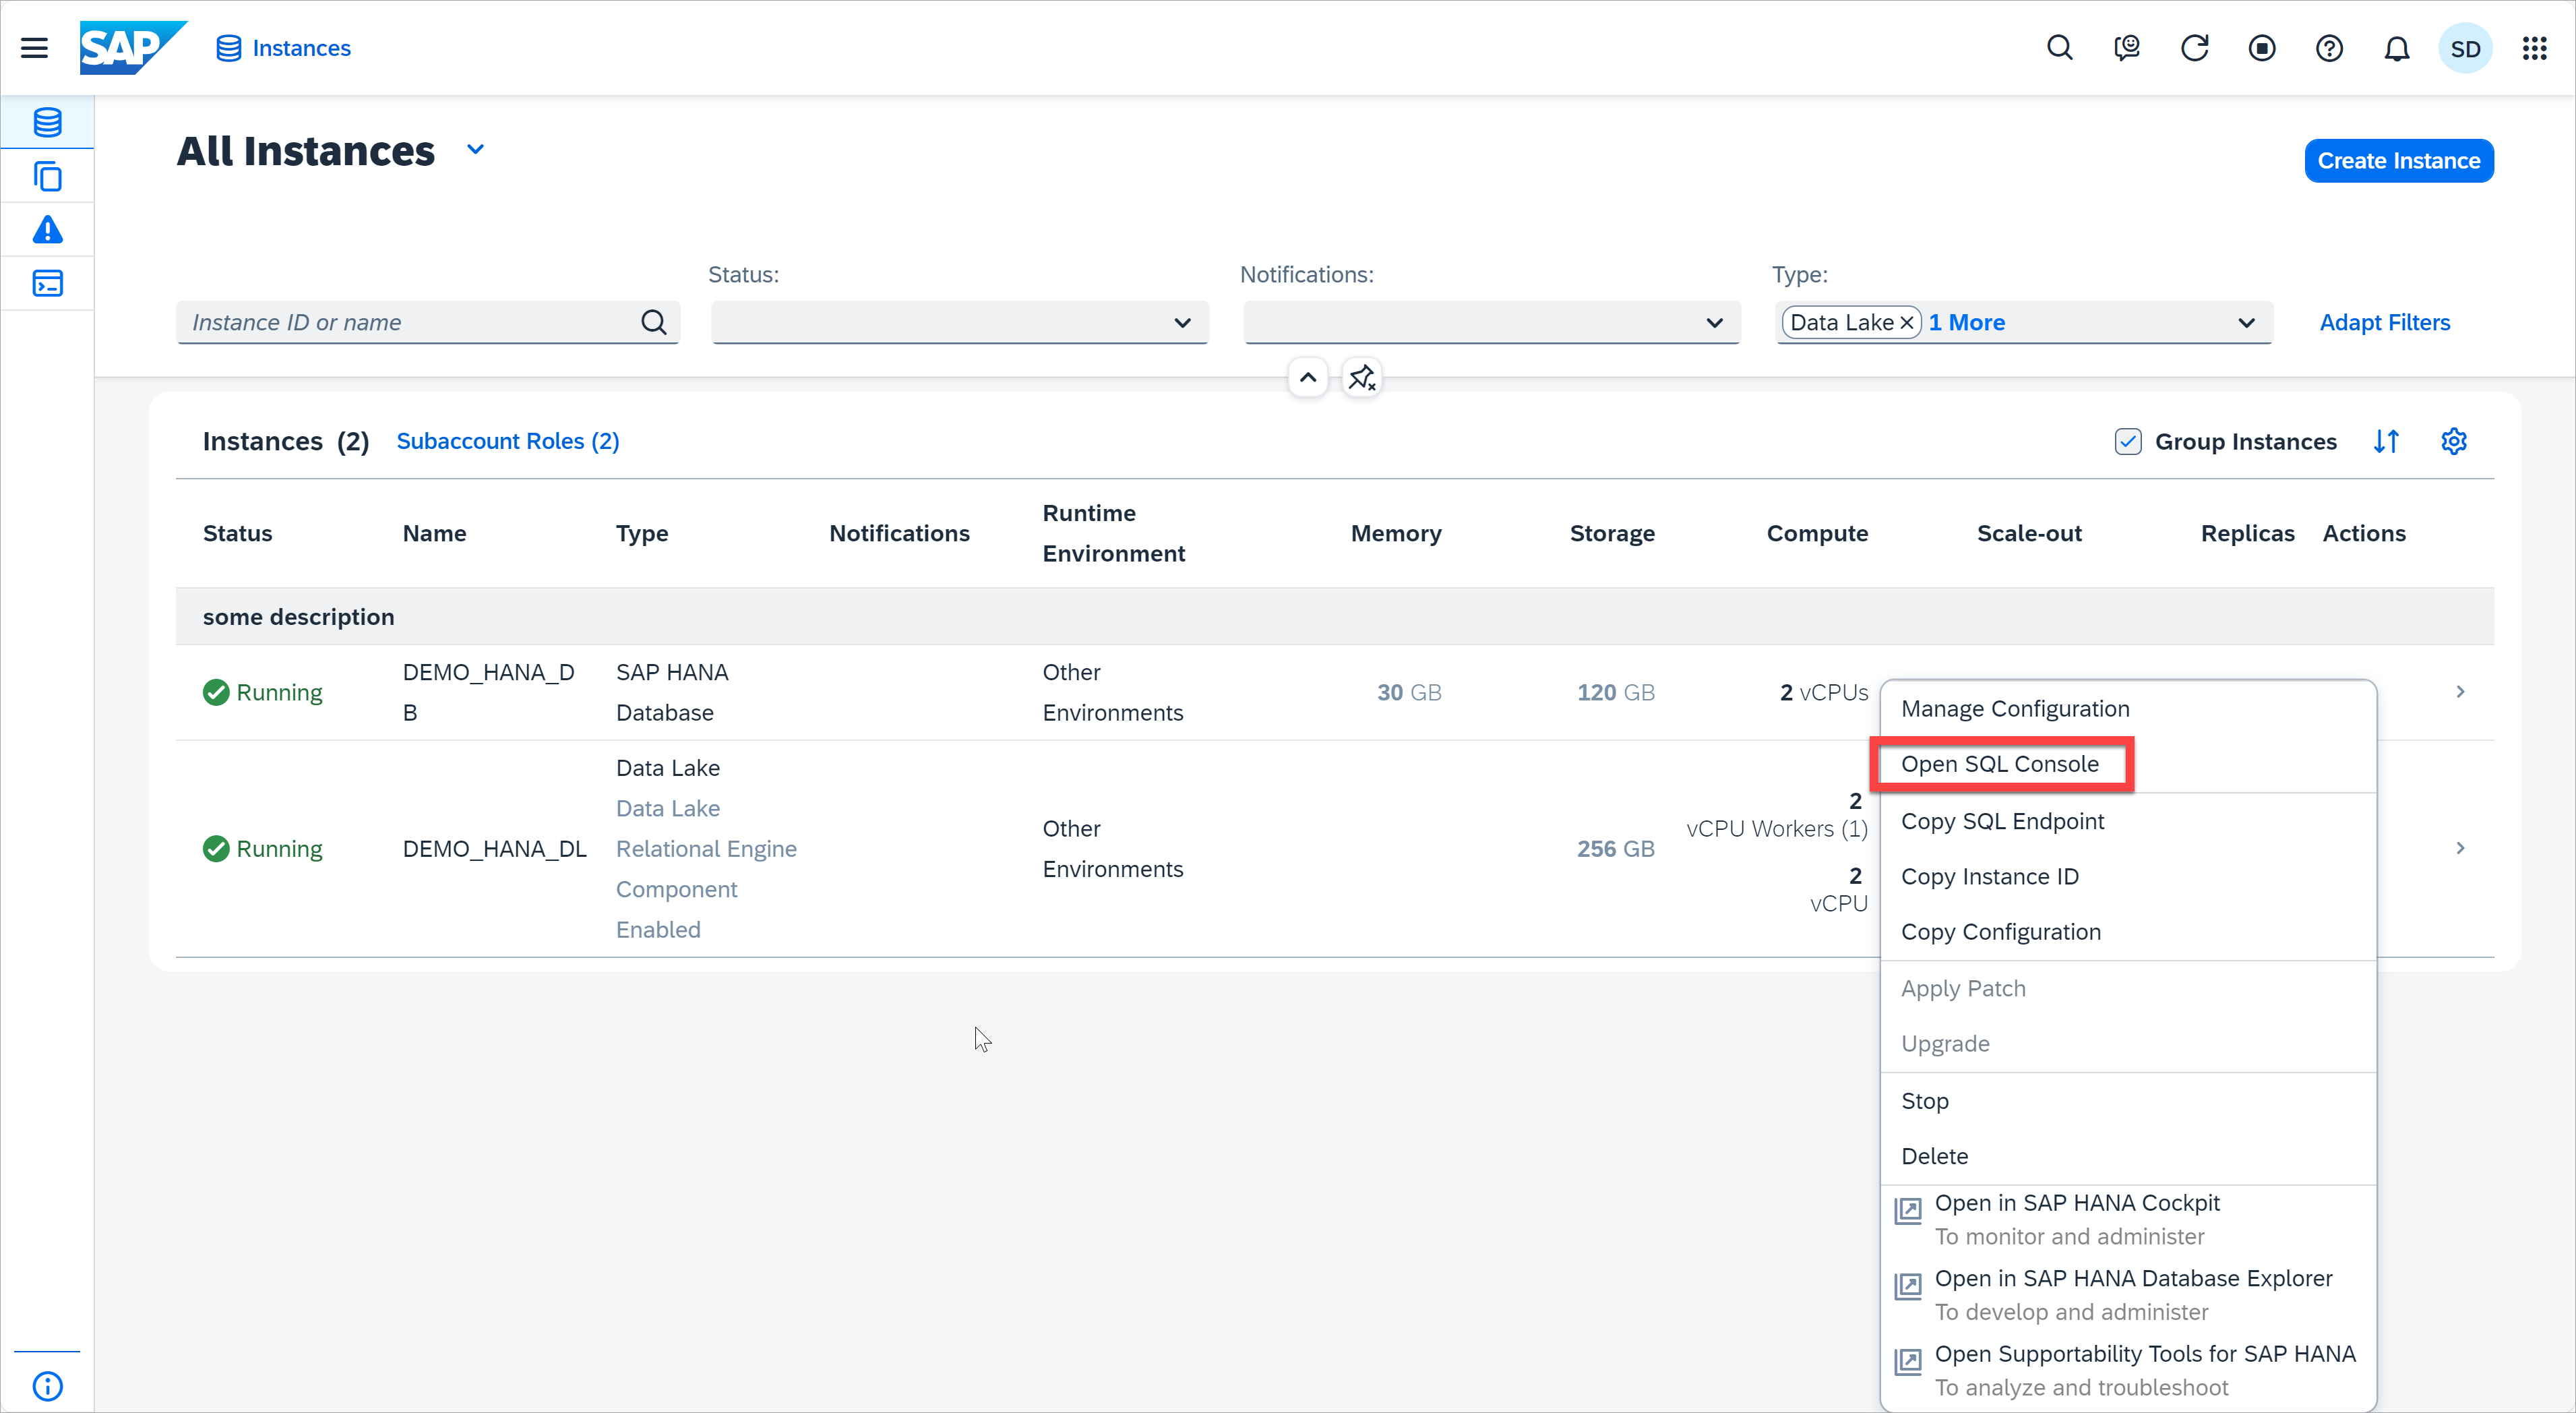 SAP
Instances
SD
All Instances
Create Instance
Status:
Notifications:
Type:
Instance ID or name
Data Lake
1 More
Adapt Filters
Instances (2)
Subaccount Roles (2)
Group Instances
Status
Name
Type
Notifications
Runtime
Environment
Memory
Storage
Compute
Scale-out
Replicas
Actions
some description
Running
DEMO_HANA_D
B
SAP HANA
Database
Other
Environments
30 GB
120 GB
2 vCPUs
Running
DEMO_HANA_DL
Data Lake
Data Lake
Relational Engine
Component
Enabled
Other
Environments
256 GB
2
vCPU Workers (1)
2
vCPU
Manage Configuration
Open SQL Console
Copy SQL Endpoint
Copy Instance ID
Copy Configuration
Apply Patch
Upgrade
Stop
Delete
Open in SAP HANA Cockpit
To monitor and administer
Open in SAP HANA Database Explorer
To develop and administer
Open Supportability Tools for SAP HANA
To analyze and troubleshoot